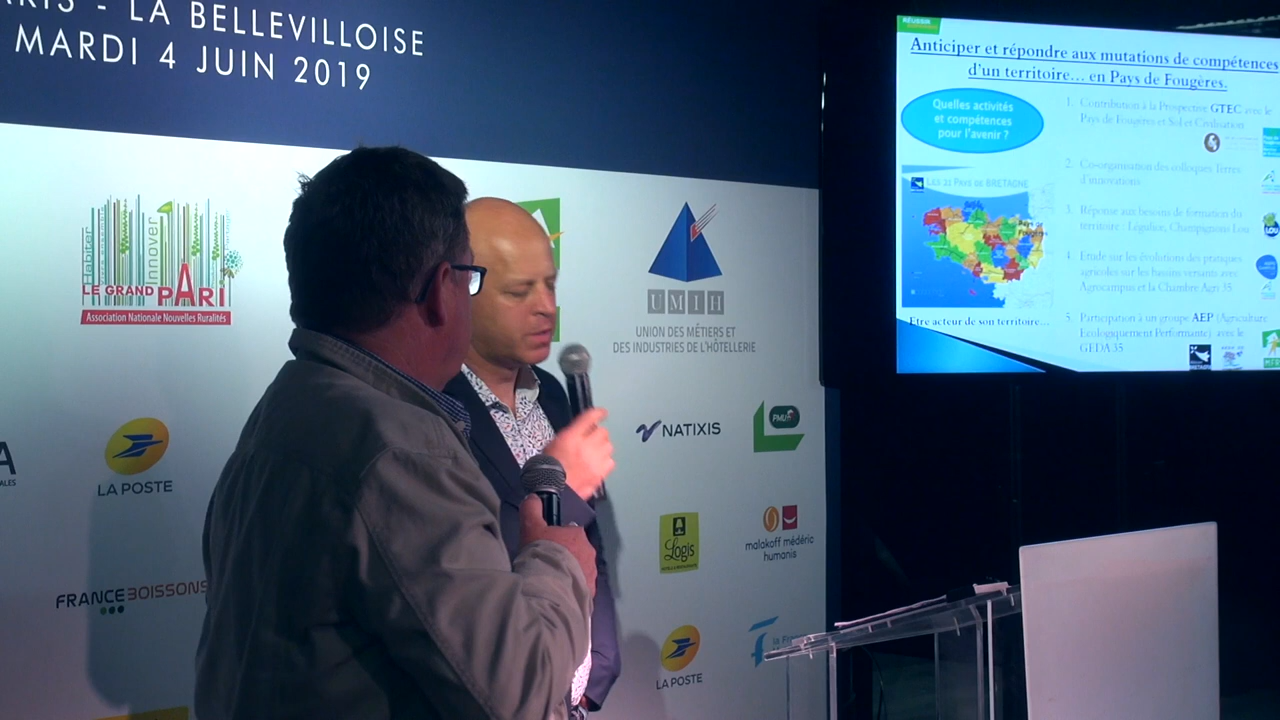 PARIS - LA BELLEVILLOISE
MARDI 4 JUIN 2019
Habiter
Innover
LE GRAND PARI
Association Nationale Nouvelles Ruralités
UMIH
UNION DES MÉTIERS ET
DES INDUSTRIES DE L'HÔTELLERIE
A
LA POSTE
NATIXIS
PMU
FRANCE BOISSONS
Logis
malakoff médéric
humanis
LA POSTE
RÉUSSIR
Anticiper et répondre aux mutations de compétences
d'un territoire... en Pays de Fougères.
Quelles activités
et compétences
pour l'avenir ?
LES 21 PAYS DE BRETAGNE
Etre acteur de son territoire...
1. Contribution à la Prospective GTEC avec le
Pays de Fougères et Sol et Civilisation
2. Co-organisation des colloques Terres
d'innovations
3. Réponse aux besoins de formation du
territoire : Légufice, Champignons Lou
4. Etude sur les évolutions des pratiques
agricoles sur les bassins versants avec
Agrocampus et la Chambre Agri 35
5. Participation à un groupe AEP (Agriculture
Ecologiquement Performante) avec le
GEDA 35
LOU
BRETAGNE